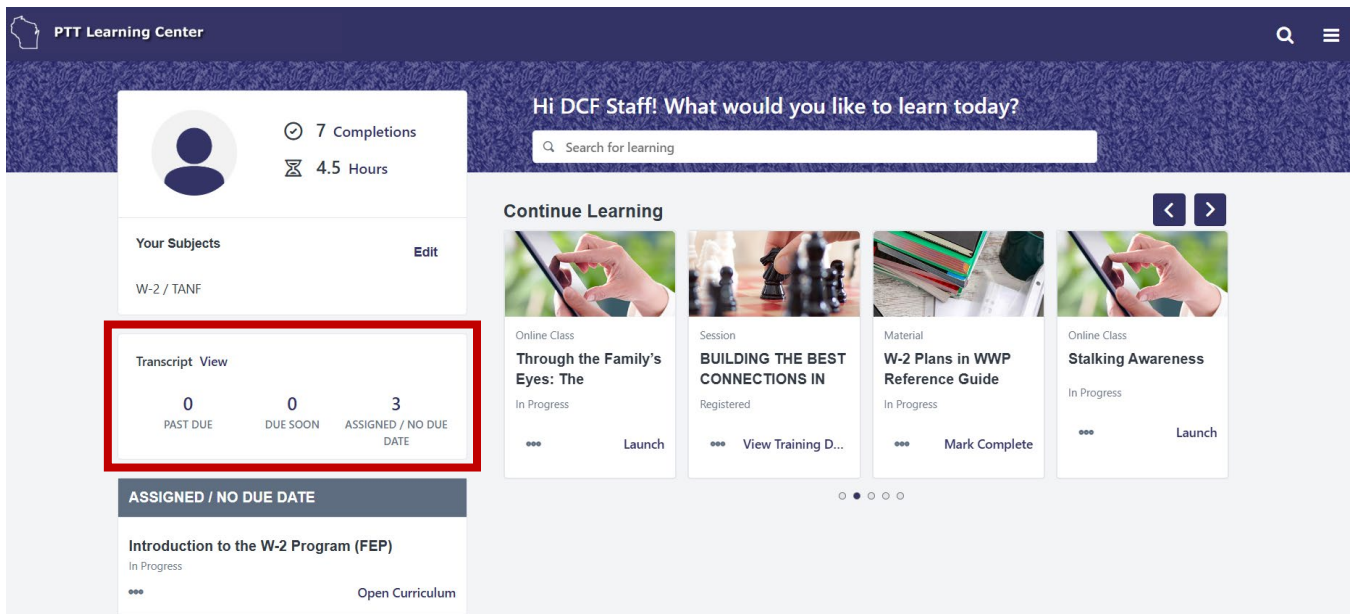 PTT Learning Center
Hi DCF Staff! What would you like to learn today?
Search for learning
7 Completions
4.5 Hours
Your Subjects
Edit
W-2 / TANF
Transcript View
0
PAST DUE
0
DUE SOON
3
ASSIGNED / NO DUE
DATE
ASSIGNED / NO DUE DATE
Introduction to the W-2 Program (FEP)
In Progress
Open Curriculum
Continue Learning
Online Class
Through the Family's
Eyes: The
In Progress
Launch
Session
BUILDING THE BEST
CONNECTIONS IN
Registered
View Training D...
Material
W-2 Plans in WWP
Reference Guide
In Progress
Mark Complete
Online Class
Stalking Awareness
In Progress
Launch